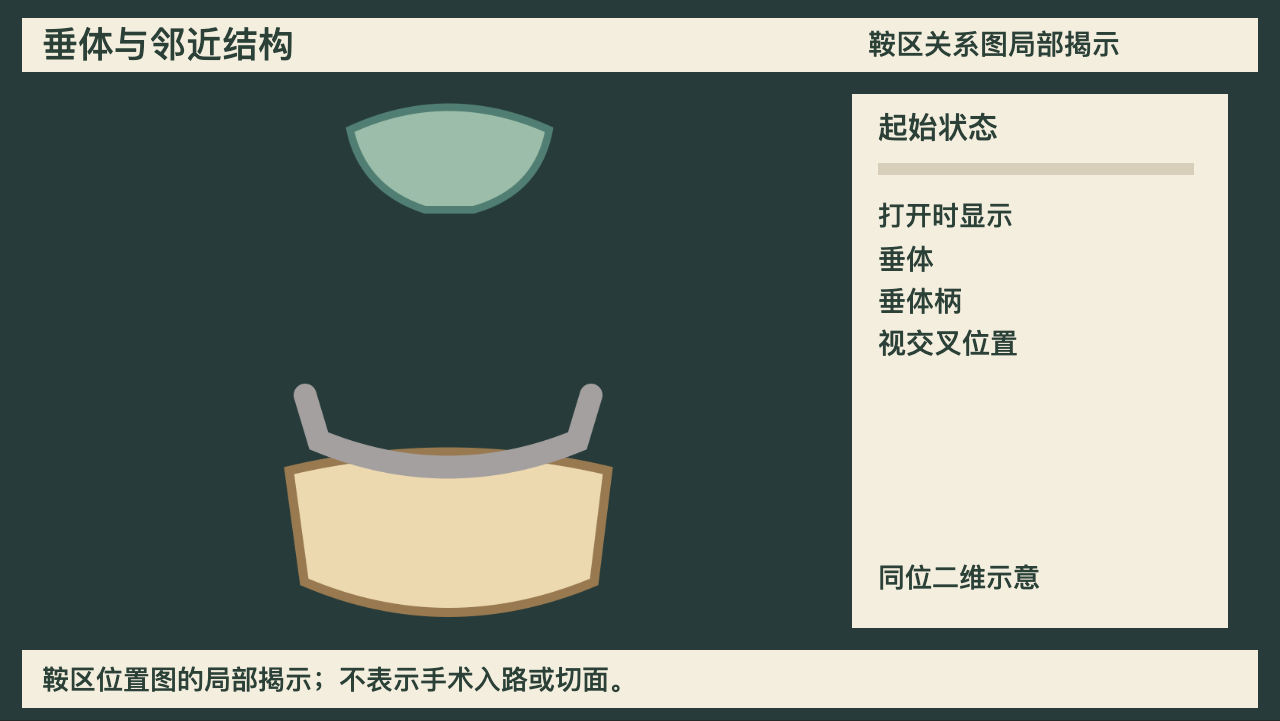 垂体与邻近结构
鞍区关系图局部揭示
起始状态
打开时显示
垂体
垂体柄
视交叉位置
同位二维示意
鞍区位置图的局部揭示；不表示手术入路或切面。